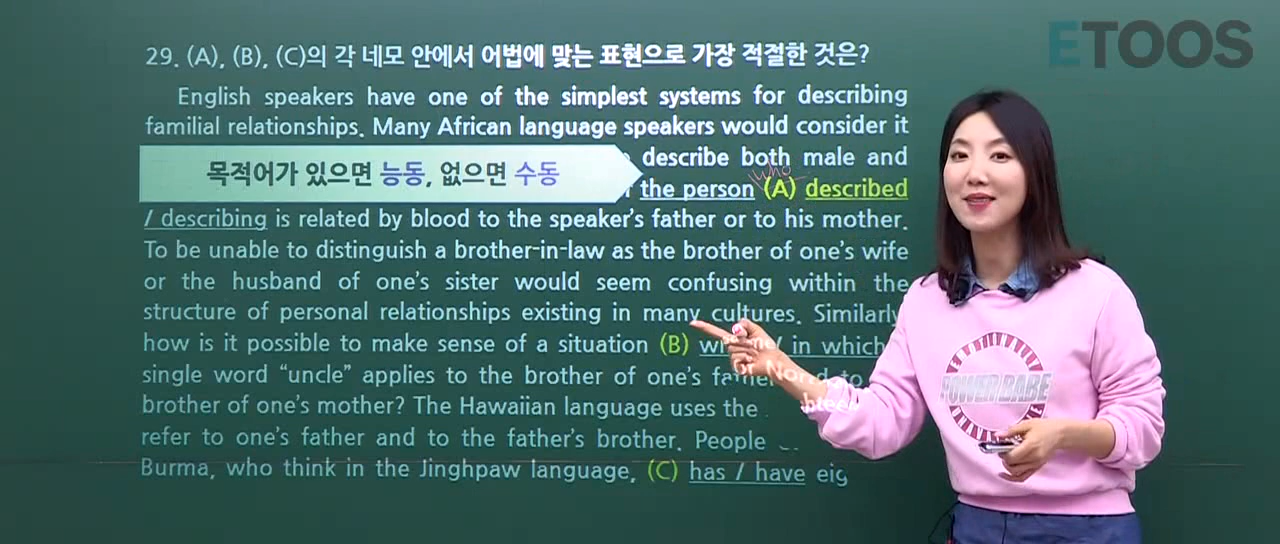 ETOOS
29. (A), (B), (C)의 각 네모 안에서 어법에 맞는 표현으로 가장 적절한 것은?
English speakers have one of the simplest systems for describing
familial relationships. Many African language speakers would consider it
describe both male and
목적어가 있으면 능동, 없으면 수동
who
the person (A) described
/ describing is related by blood to the speaker's father or to his mother.
To be unable to distinguish a brother-in-law as the brother of one's wife
or the husband of one's sister would seem confusing within the
structure of personal relationships existing in many cultures. Similarly
how is it possible to make sense of a situation (B) / in which
single word “uncle” applies to the brother of one's to
brother of one's mother? The Hawaiian language uses the
refer to one's father and to the father's brother. People
Burma, who think in the Jinghpaw language, (C) has / have
POWER BABE